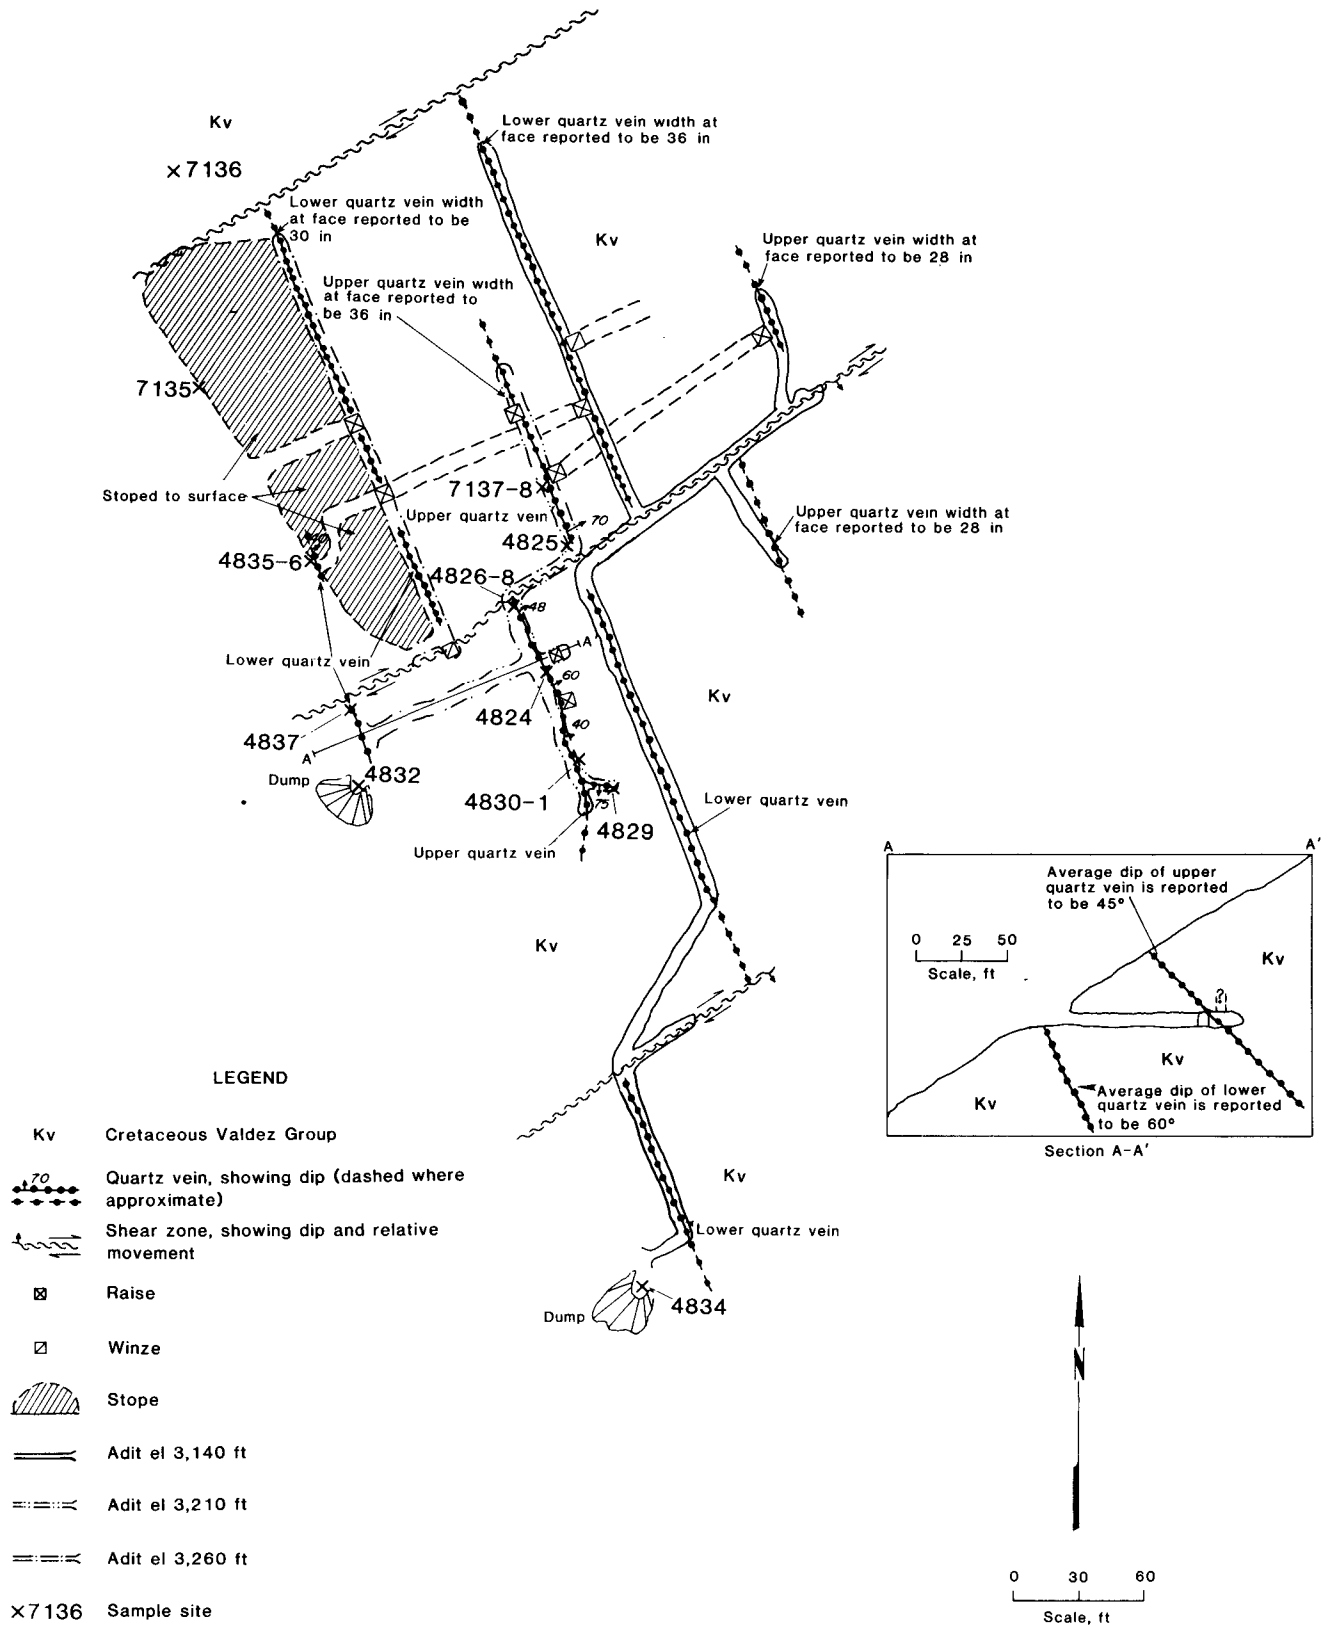 Kv
×7136
Lower quartz vein width at
face reported to be 36 in
Lower quartz vein width
at face reported to be
30 in
Kv
Upper quartz vein width at
face reported to be 28 in
Upper quartz vein width
at face reported to
be 36 in
7135
Stoped to surface
7137-8
Upper quartz vein
70
4825
Upper quartz vein width at
face reported to be 28 in
40
4835-6
4826-8
48
A'
Lower quartz vein
60
Kv
4824
4837
40
A
Dump
4832
4830-1
75
4829
Lower quartz vein
Upper quartz vein
Kv
A
A'
Average dip of upper
quartz vein is reported
to be 45°
0 25 50
Scale, ft
Kv
?
Kv
Kv
Average dip of lower
quartz vein is reported
to be 60°
Section A-A'
Kv
Lower quartz vein
4834
Dump
LEGEND
Kv Cretaceous Valdez Group
70 Quartz vein, showing dip (dashed where
approximate)
Shear zone, showing dip and relative
movement
Raise
Winze
Stope
Adit el 3,140 ft
Adit el 3,210 ft
Adit el 3,260 ft
×7136 Sample site
N
0 30 60
Scale, ft